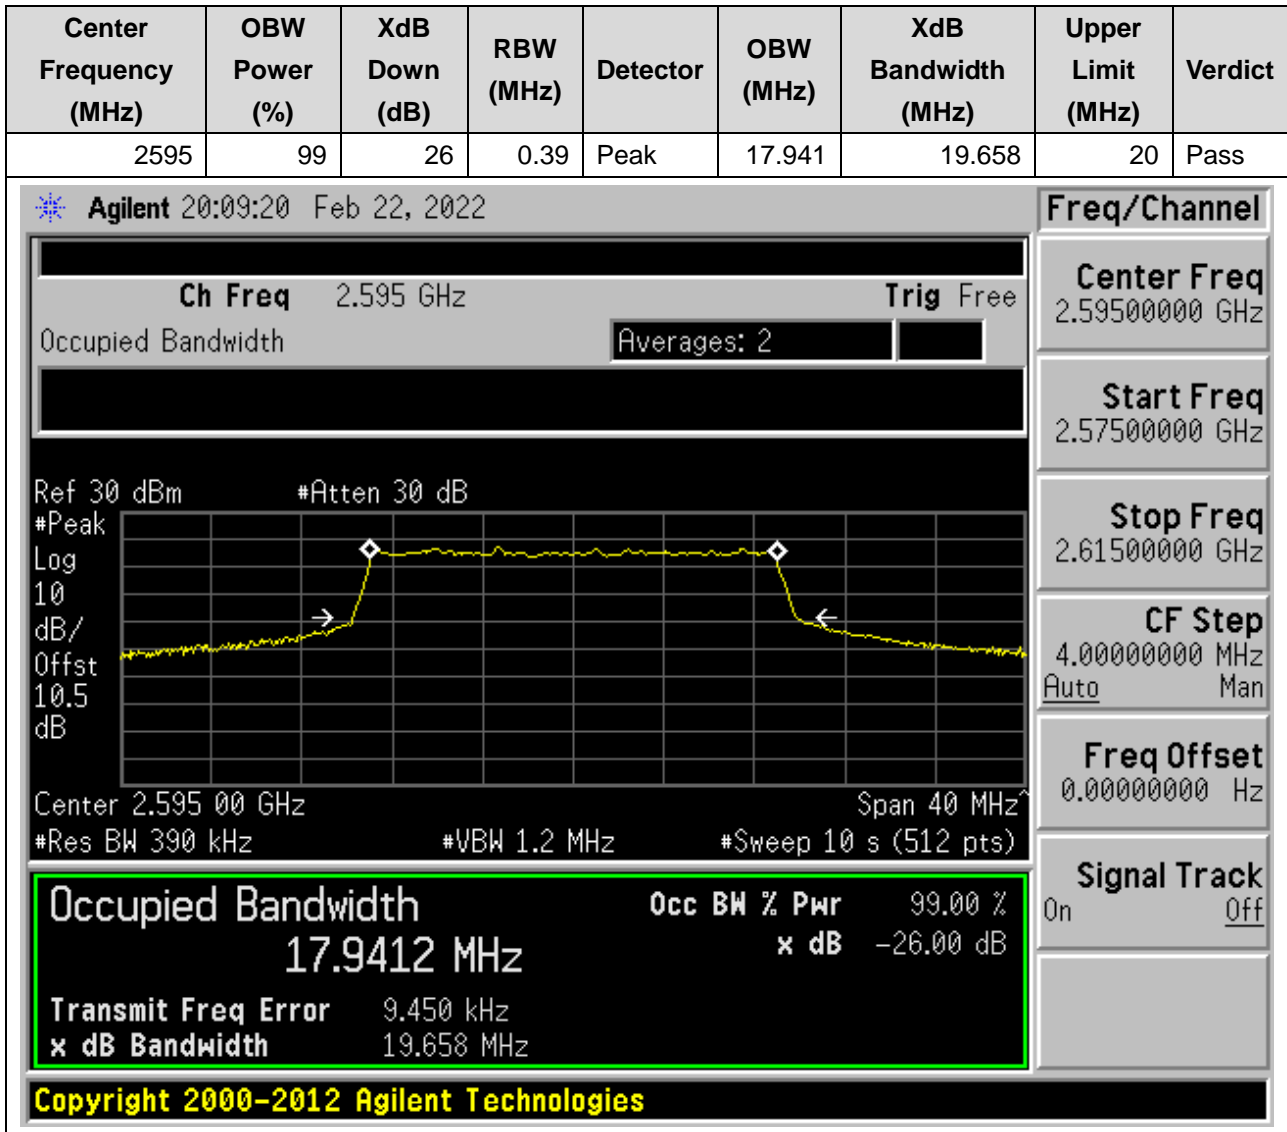 Center Frequency (MHz) OBW Power (%) XdB Down (dB) RBW (MHz) Detector OBW (MHz) XdB Bandwidth (MHz) Upper Limit (MHz) Verdict
2595 99 26 0.39 Peak 17.941 19.658 20 Pass
Agilent 20:09:20 Feb 22, 2022
Ch Freq 2.595 GHz Trig Free
Occupied Bandwidth Averages: 2
Ref 30 dBm #Atten 30 dB
#Peak
Log
10
dB/
Offst
10.5
dB
Center 2.595 00 GHz Span 40 MHz^
#Res BW 390 kHz #VBW 1.2 MHz #Sweep 10 s (512 pts)
Occupied Bandwidth Occ BW % Pwr 99.00 %
17.9412 MHz x dB -26.00 dB
Transmit Freq Error 9.450 kHz
x dB Bandwidth 19.658 MHz
Copyright 2000-2012 Agilent Technologies
Freq/Channel
Center Freq
2.59500000 GHz
Start Freq
2.57500000 GHz
Stop Freq
2.61500000 GHz
CF Step
4.00000000 MHz
Auto Man
Freq Offset
0.00000000 Hz
Signal Track
On Off